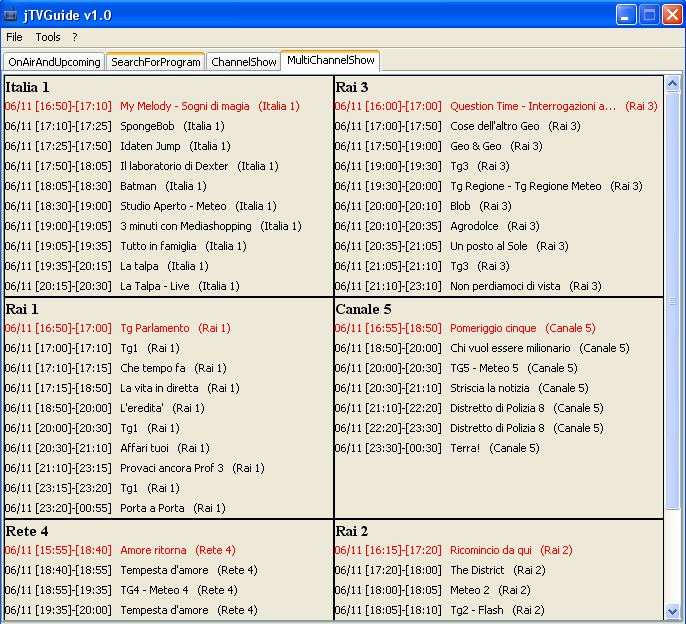 jTVGuide v1.0
File Tools ?
OnAirAndUpcoming SearchForProgram ChannelShow MultiChannelShow
Italia 1
06/11 [16:50]-[17:10] My Melody - Sogni di magia (Italia 1)
06/11 [17:10]-[17:25] SpongeBob (Italia 1)
06/11 [17:25]-[17:50] Idaten Jump (Italia 1)
06/11 [17:50]-[18:05] Il laboratorio di Dexter (Italia 1)
06/11 [18:05]-[18:30] Batman (Italia 1)
06/11 [18:30]-[19:00] Studio Aperto - Meteo (Italia 1)
06/11 [19:00]-[19:05] 3 minuti con Mediashopping (Italia 1)
06/11 [19:05]-[19:35] Tutto in famiglia (Italia 1)
06/11 [19:35]-[20:15] La talpa (Italia 1)
06/11 [20:15]-[20:30] La Talpa - Live (Italia 1)
Rai 3
06/11 [16:00]-[17:00] Question Time - Interrogazioni a... (Rai 3)
06/11 [17:00]-[17:50] Cose dell'altro Geo (Rai 3)
06/11 [17:50]-[19:00] Geo & Geo (Rai 3)
06/11 [19:00]-[19:30] Tg3 (Rai 3)
06/11 [19:30]-[20:00] Tg Regione - Tg Regione Meteo (Rai 3)
06/11 [20:00]-[20:10] Blob (Rai 3)
06/11 [20:10]-[20:35] Agrodolce (Rai 3)
06/11 [20:35]-[21:05] Un posto al Sole (Rai 3)
06/11 [21:05]-[21:10] Tg3 (Rai 3)
06/11 [21:10]-[23:10] Non perdiamoci di vista (Rai 3)
Rai 1
06/11 [16:50]-[17:00] Tg Parlamento (Rai 1)
06/11 [17:00]-[17:10] Tg1 (Rai 1)
06/11 [17:10]-[17:15] Che tempo fa (Rai 1)
06/11 [17:15]-[18:50] La vita in diretta (Rai 1)
06/11 [18:50]-[20:00] L'eredita' (Rai 1)
06/11 [20:00]-[20:30] Tg1 (Rai 1)
06/11 [20:30]-[21:10] Affari tuoi (Rai 1)
06/11 [21:10]-[23:15] Provaci ancora Prof 3 (Rai 1)
06/11 [23:15]-[23:20] Tg1 (Rai 1)
06/11 [23:20]-[00:55] Porta a Porta (Rai 1)
Canale 5
06/11 [16:55]-[18:50] Pomeriggio cinque (Canale 5)
06/11 [18:50]-[20:00] Chi vuol essere milionario (Canale 5)
06/11 [20:00]-[20:30] TG5 - Meteo 5 (Canale 5)
06/11 [20:30]-[21:10] Striscia la notizia (Canale 5)
06/11 [21:10]-[22:20] Distretto di Polizia 8 (Canale 5)
06/11 [22:20]-[23:30] Distretto di Polizia 8 (Canale 5)
06/11 [23:30]-[00:30] Terra! (Canale 5)
Rete 4
06/11 [15:55]-[18:40] Amore ritorna (Rete 4)
06/11 [18:40]-[18:55] Tempesta d'amore (Rete 4)
06/11 [18:55]-[19:35] TG4 - Meteo 4 (Rete 4)
06/11 [19:35]-[20:00] Tempesta d'amore (Rete 4)
Rai 2
06/11 [16:15]-[17:20] Ricomincio da qui (Rai 2)
06/11 [17:20]-[18:00] The District (Rai 2)
06/11 [18:00]-[18:05] Meteo 2 (Rai 2)
06/11 [18:05]-[18:10] Tg2 - Flash (Rai 2)